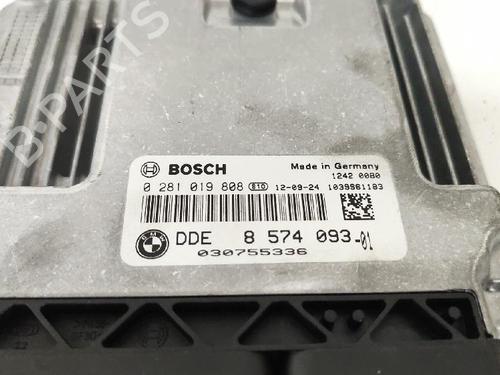 B-PARTS
BOSCH
Made in Germany
1242 0080
0 281 019 808 E10 12-09-24 1039S61183
DDE 8 574 093-01
030755336